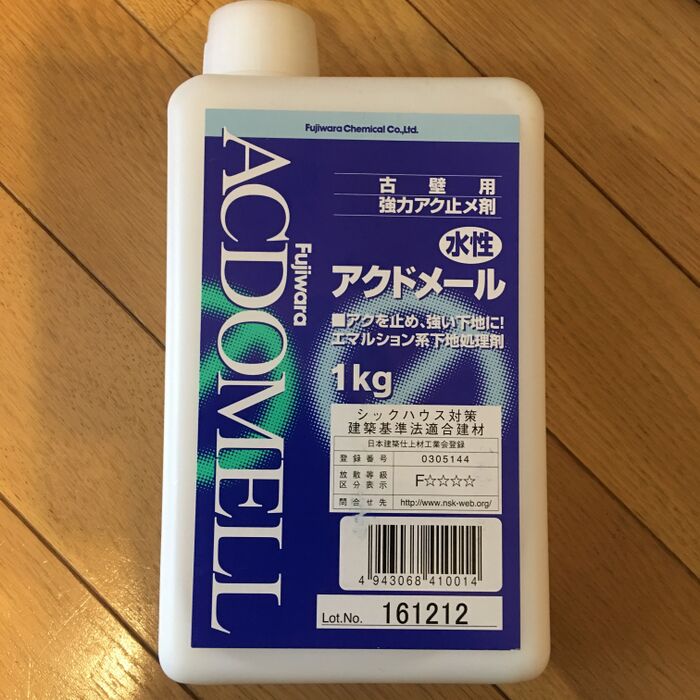 Fujiwara Chemical Co.,Ltd.
ACDOMELL
Fujiwara
古壁用
強力アク止メ剤
水性
アクドメール
■アクを止め、強い下地に!
エマルション系下地処理剤
1kg
シックハウス対策
建築基準法適合建材
日本建築仕上材工業会登録
登録番号 0305144
放散等級
区分表示 F☆☆☆☆
問合せ先 http://www.nsk-web.org/
4 943068 410014
Lot.No. 161212